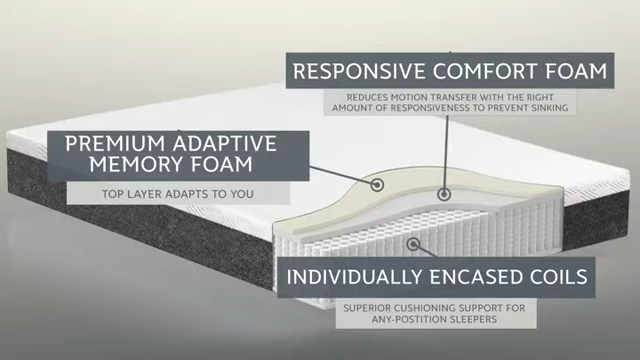 RESPONSIVE COMFORT FOAM
REDUCES MOTION TRANSFER WITH THE RIGHT
AMOUNT OF RESPONSIVENESS TO PREVENT SINKING
PREMIUM ADAPTIVE
MEMORY FOAM
TOP LAYER ADAPTS TO YOU
INDIVIDUALLY ENCASED COILS
SUPERIOR CUSHIONING SUPPORT FOR
ANY-POSTITION SLEEPERS